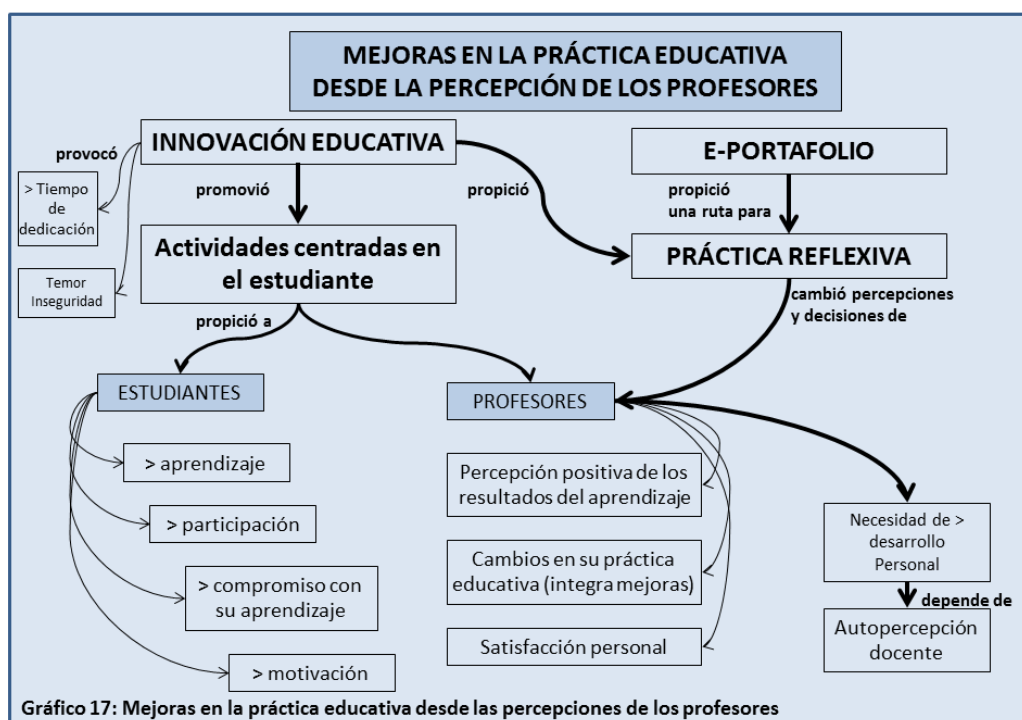 MEJORAS EN LA PRÁCTICA EDUCATIVA
DESDE LA PERCEPCIÓN DE LOS PROFESORES
INNOVACIÓN EDUCATIVA
E-PORTAFOLIO
provocó
> Tiempo
de
dedicación
promovió
propició
propició
una ruta para
Actividades centradas en
el estudiante
PRÁCTICA REFLEXIVA
Temor
Inseguridad
propició a
cambió percepciones
y decisiones de
ESTUDIANTES
PROFESORES
> aprendizaje
> participación
> compromiso con
su aprendizaje
> motivación
Percepción positiva de los
resultados del aprendizaje
Cambios en su práctica
educativa (integra mejoras)
Satisfacción personal
Necesidad de >
desarrollo
Personal
depende de
Autopercepción
docente
Gráfico 17: Mejoras en la práctica educativa desde las percepciones de los profesores